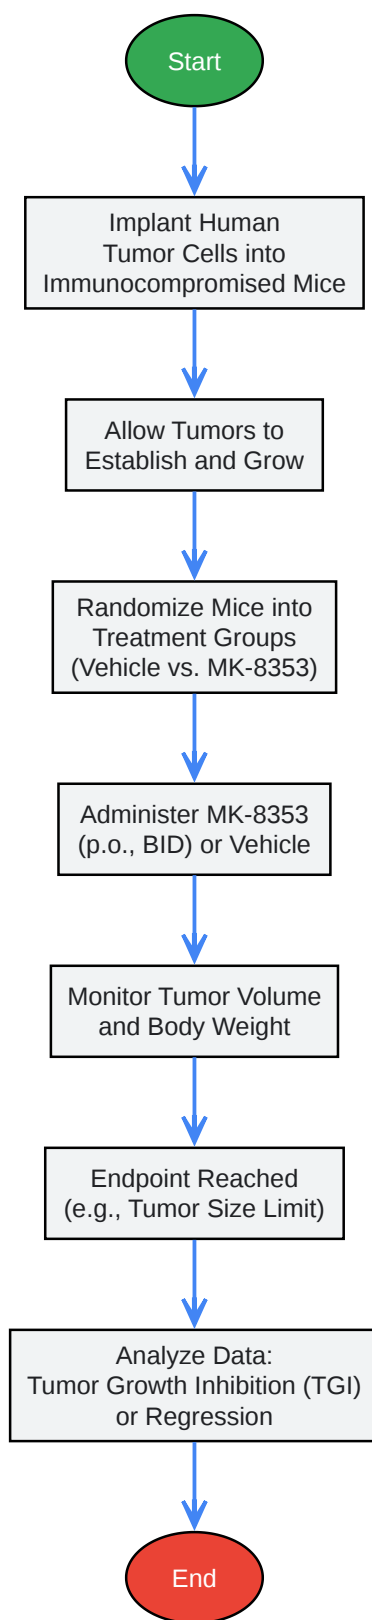 Start
Implant Human
Tumor Cells into
Immunocompromised Mice
Allow Tumors to
Establish and Grow
Randomize Mice into
Treatment Groups
(Vehicle vs. MK-8353)
Administer MK-8353
(p.o., BID) or Vehicle
Monitor Tumor Volume
and Body Weight
Endpoint Reached
(e.g., Tumor Size Limit)
Analyze Data:
Tumor Growth Inhibition (TGI)
or Regression
End